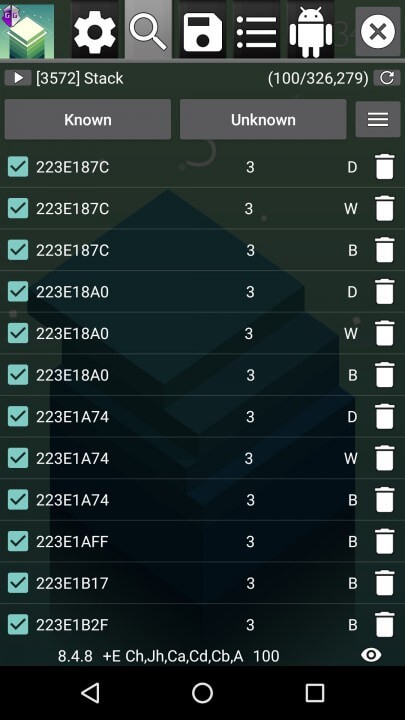 [3572] Stack (100/326,279)
Known Unknown
223E187C 3 D
223E187C 3 W
223E187C 3 B
223E18A0 3 D
223E18A0 3 W
223E18A0 3 B
223E1A74 3 D
223E1A74 3 W
223E1A74 3 B
223E1AFF 3 B
223E1B17 3 B
223E1B2F 3 B
8.4.8 +E Ch,Jh,Ca,Cd,Cb,A 100